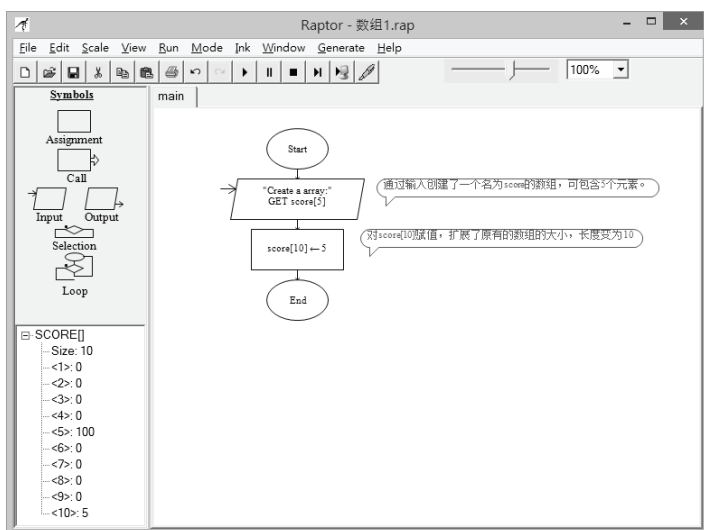 Raptor - 数组1.rap
File Edit Scale View Run Mode Ink Window Generate Help
100%
Symbols
Assignment
Call
Input Output
Selection
Loop
main
Start
"Create a array:"
GET score[5]
通过输入创建了一个名为score的数组，可包含5个元素。
score[10]←5
对score[10]赋值，扩展了原有的数组的大小，长度变为10
End
SCORE[]
Size: 10
<1>: 0
<2>: 0
<3>: 0
<4>: 0
<5>: 100
<6>: 0
<7>: 0
<8>: 0
<9>: 0
<10>: 5